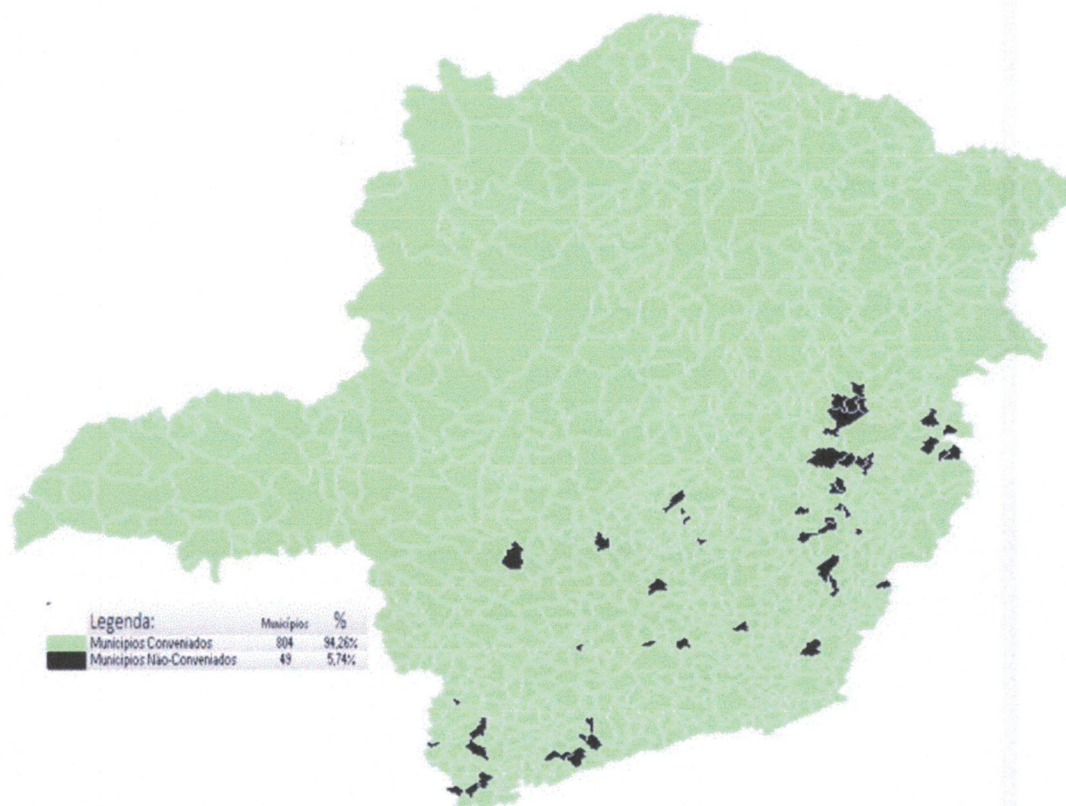 Legenda: Municípios %
Municípios Conveniados 804 94,26%
Municípios Não-Conveniados 49 5,74%